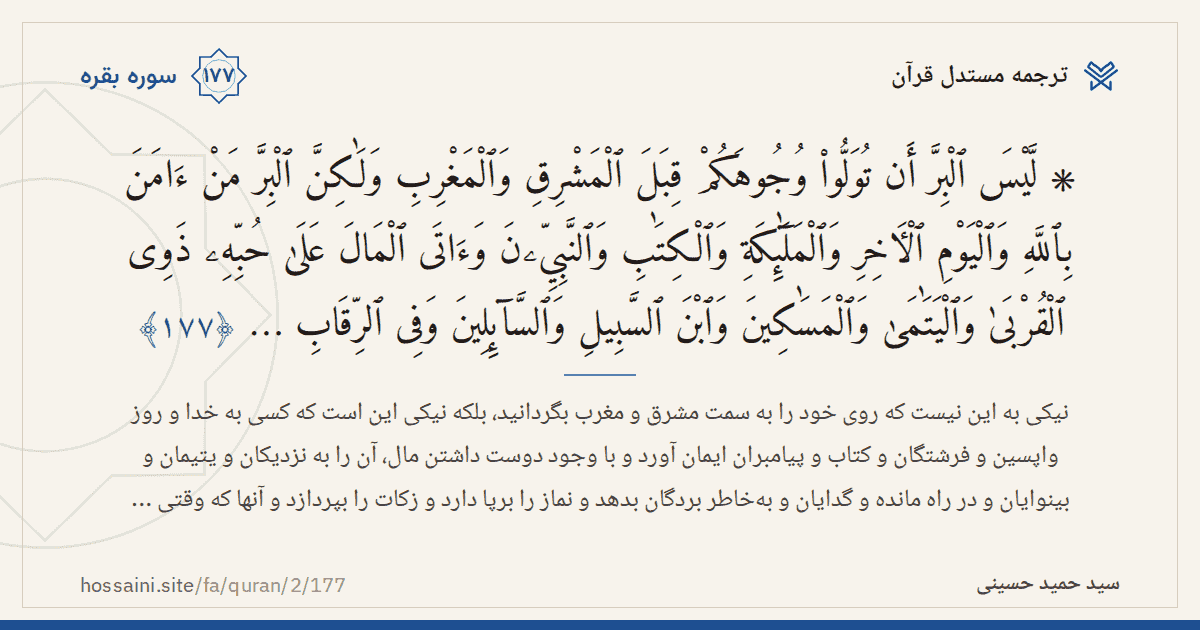 ترجمه مستدل قرآن
۱۷۷ سوره بقره
* لَّيْسَ ٱلْبِرَّ أَن تُوَلُّوا۟ وُجُوهَكُمْ قِبَلَ ٱلْمَشْرِقِ وَٱلْمَغْرِبِ وَلَـٰكِنَّ ٱلْبِرَّ مَنْ ءَامَنَ
بِٱللَّهِ وَٱلْيَوْمِ ٱلْـَٔاخِرِ وَٱلْمَلَـٰٓئِكَةِ وَٱلْكِتَـٰبِ وَٱلنَّبِيِّـۧنَ وَءَاتَى ٱلْمَالَ عَلَىٰ حُبِّهِۦ ذَوِى
ٱلْقُرْبَىٰ وَٱلْيَتَـٰمَىٰ وَٱلْمَسَـٰكِينَ وَٱبْنَ ٱلسَّبِيلِ وَٱلسَّآئِلِينَ وَفِى ٱلرِّقَابِ ... ﴿۱۷۷﴾
نیکی به این نیست که روی خود را به سمت مشرق و مغرب بگردانید، بلکه نیکی این است که کسی به خدا و روز
واپسین و فرشتگان و کتاب و پیامبران ایمان آورد و با وجود دوست داشتن مال، آن را به نزدیکان و یتیمان و
بینوایان و در راه مانده و گدایان و به‌خاطر بردگان بدهد و نماز را برپا دارد و زکات را بپردازد و آنها که وقتی ...
سید حمید حسینی
hossaini.site/fa/quran/2/177